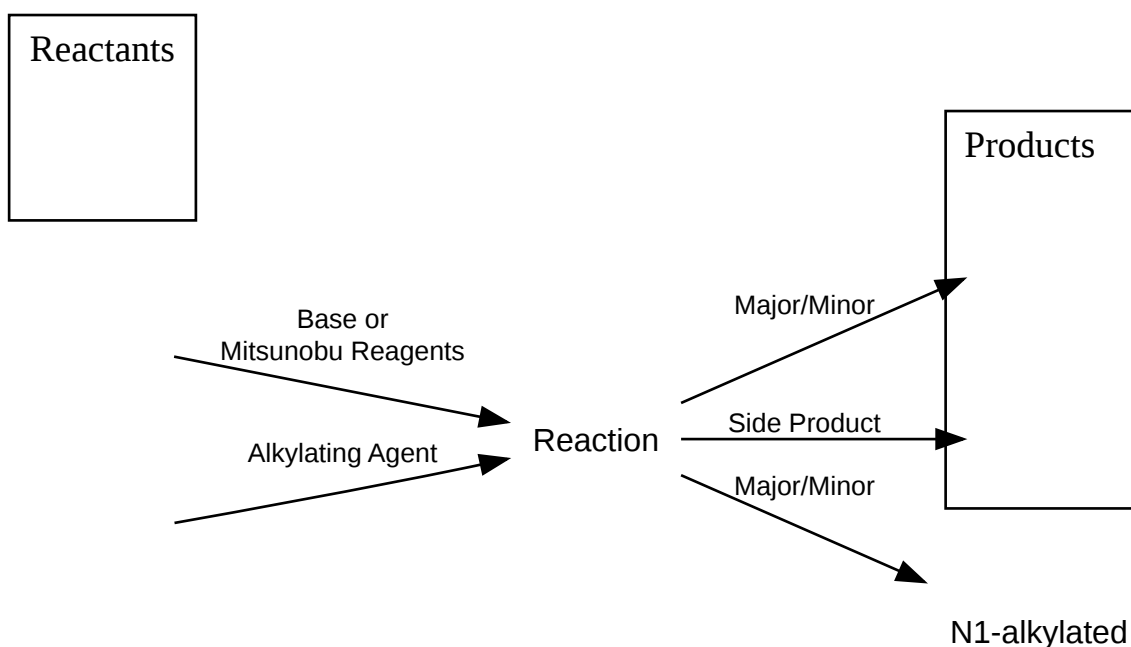 Reactants
Products
Base or
Mitsunobu Reagents
Alkylating Agent
Reaction
Major/Minor
Side Product
Major/Minor
N1-alkylated